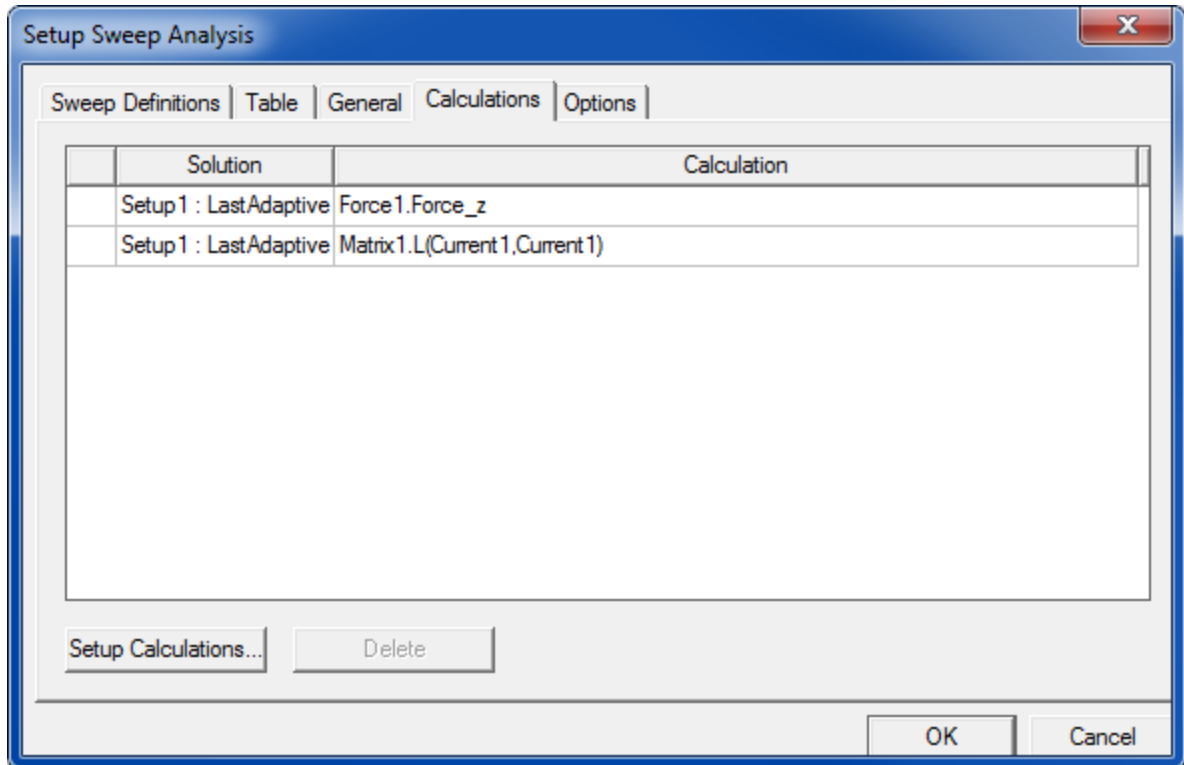 Setup Sweep Analysis
Sweep Definitions Table General Calculations Options
Solution Calculation
Setup1 : LastAdaptive Force1.Force_z
Setup1 : LastAdaptive Matrix1.L(Current1,Current1)
Setup Calculations... Delete
OK Cancel